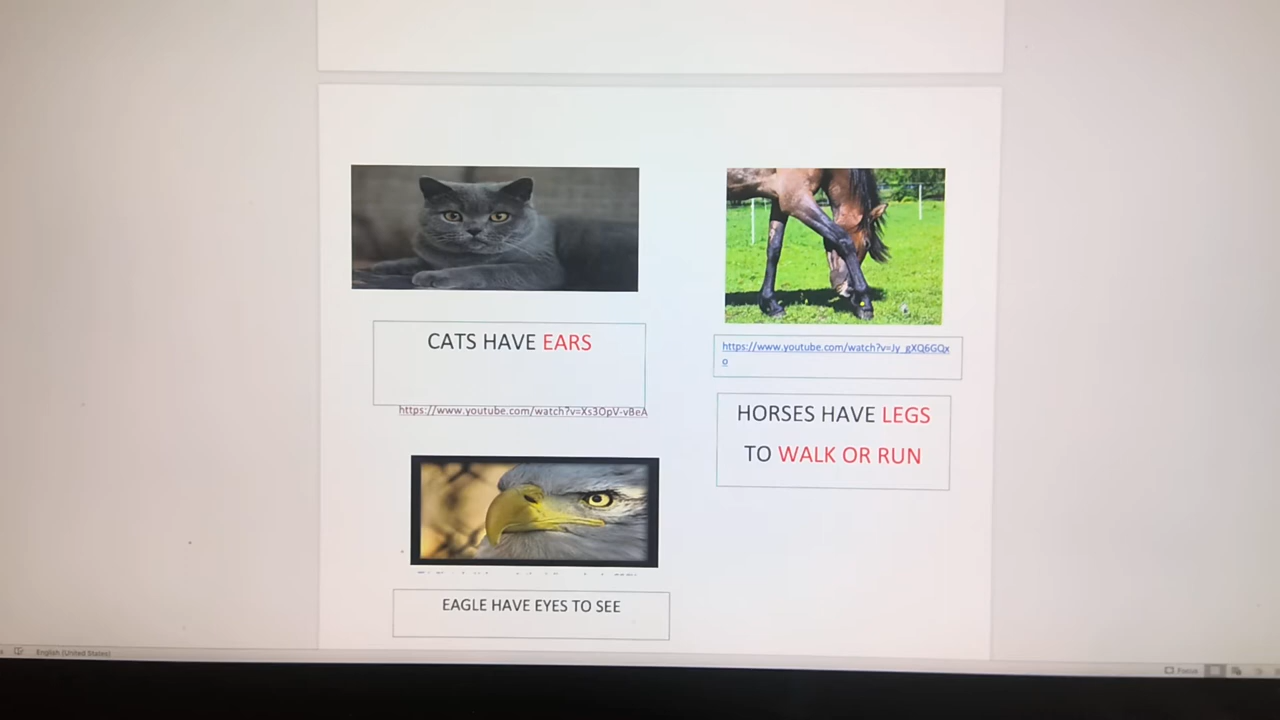 CATS HAVE EARS
https://www.youtube.com/watch?v=Xs3OpV-vBeA
https://www.youtube.com/watch?v=Jy_gXQ6GQx
o
HORSES HAVE LEGS
TO WALK OR RUN
EAGLE HAVE EYES TO SEE
English (United States)
Focus